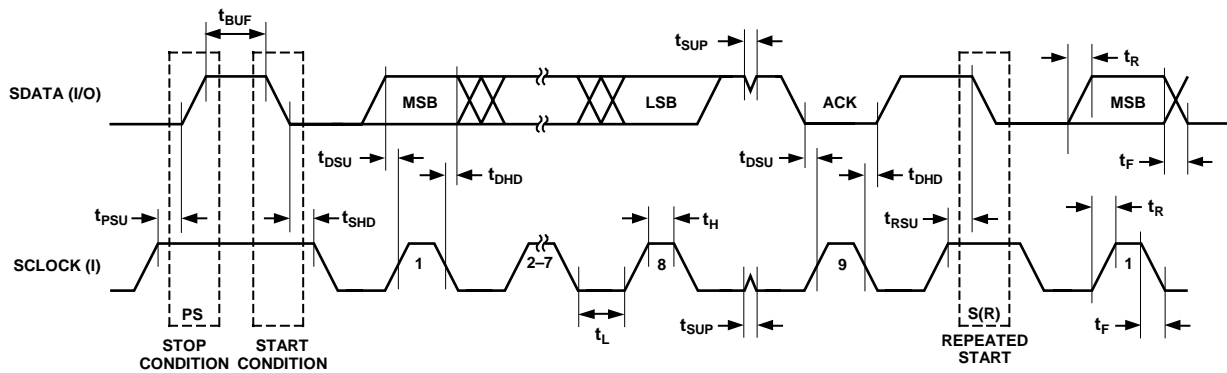 tBUF
tSUP
tR
SDATA (I/O)
MSB
LSB
ACK
MSB
tDSU
tDHD
tDSU
tDHD
tF
tPSU
tSHD
tH
tRSU
tR
SCLOCK (I)
1
2–7
8
9
1
PS
tL
tSUP
S(R)
tF
STOP
CONDITION
START
CONDITION
REPEATED
START